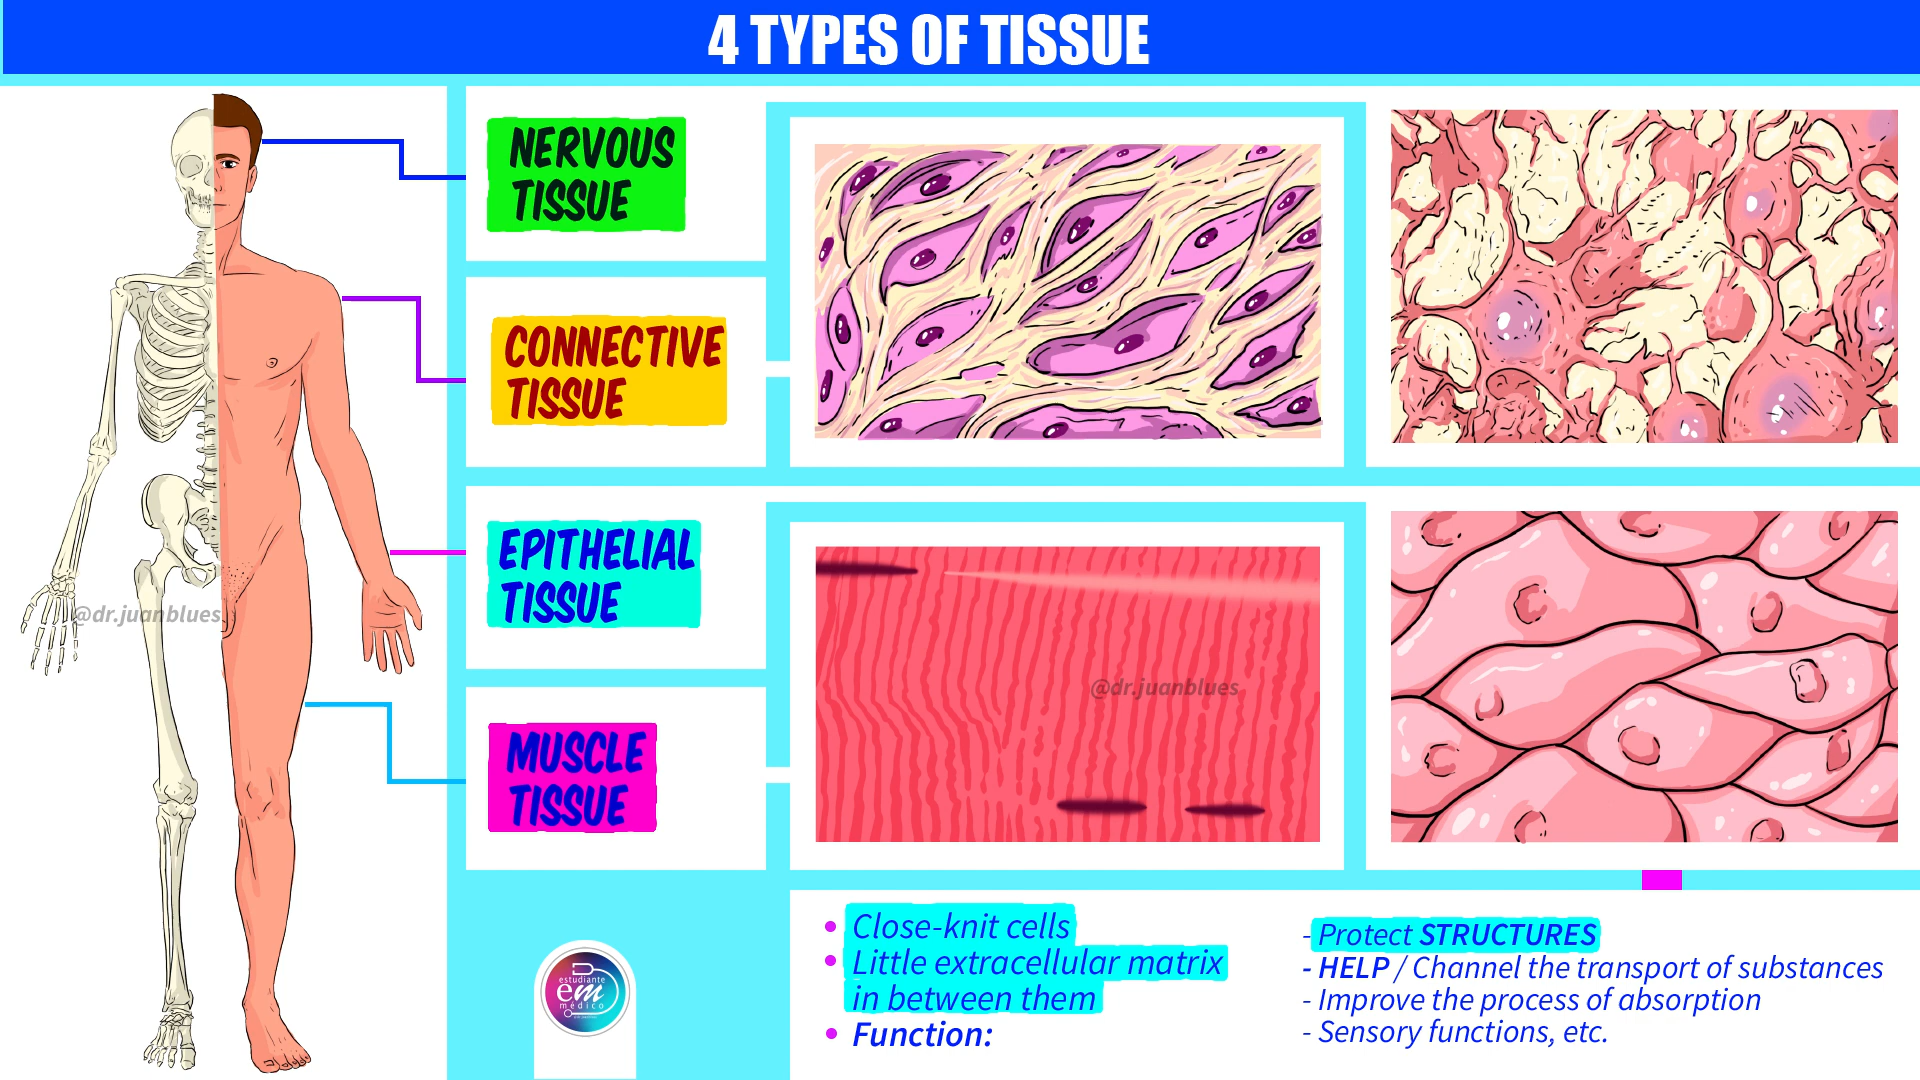 4 TYPES OF TISSUE
NERVOUS
TISSUE
CONNECTIVE
TISSUE
EPITHELIAL
TISSUE
MUSCLE
TISSUE
@dr.juanblues
@dr.juanblues
estudiante
em
médico
• Close-knit cells
• Little extracellular matrix
in between them
• Function:
- Protect STRUCTURES
- HELP / Channel the transport of substances
- Improve the process of absorption
- Sensory functions, etc.